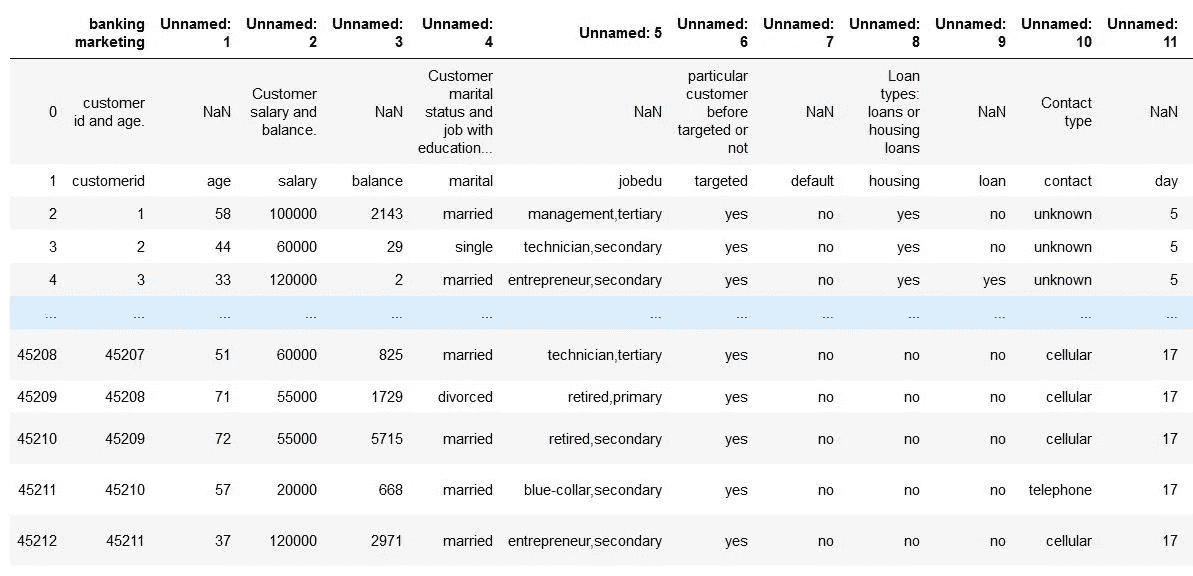 banking marketing Unnamed: 1 Unnamed: 2 Unnamed: 3 Unnamed: 4 Unnamed: 5 Unnamed: 6 Unnamed: 7 Unnamed: 8 Unnamed: 9 Unnamed: 10 Unnamed: 11
0 customer id and age. NaN Customer salary and balance. NaN Customer marital status and job with education... NaN particular customer before targeted or not NaN Loan types: loans or housing loans NaN Contact type NaN
1 customerid age salary balance marital jobedu targeted default housing loan contact day
2 1 58 100000 2143 married management,tertiary yes no yes no unknown 5
3 2 44 60000 29 single technician,secondary yes no yes no unknown 5
4 3 33 120000 2 married entrepreneur,secondary yes no yes yes unknown 5
... ... ... ... ... ... ... ... ... ... ... ... ...
45208 45207 51 60000 825 married technician,tertiary yes no no no cellular 17
45209 45208 71 55000 1729 divorced retired,primary yes no no no cellular 17
45210 45209 72 55000 5715 married retired,secondary yes no no no cellular 17
45211 45210 57 20000 668 married blue-collar,secondary yes no no no telephone 17
45212 45211 37 120000 2971 married entrepreneur,secondary yes no no no cellular 17